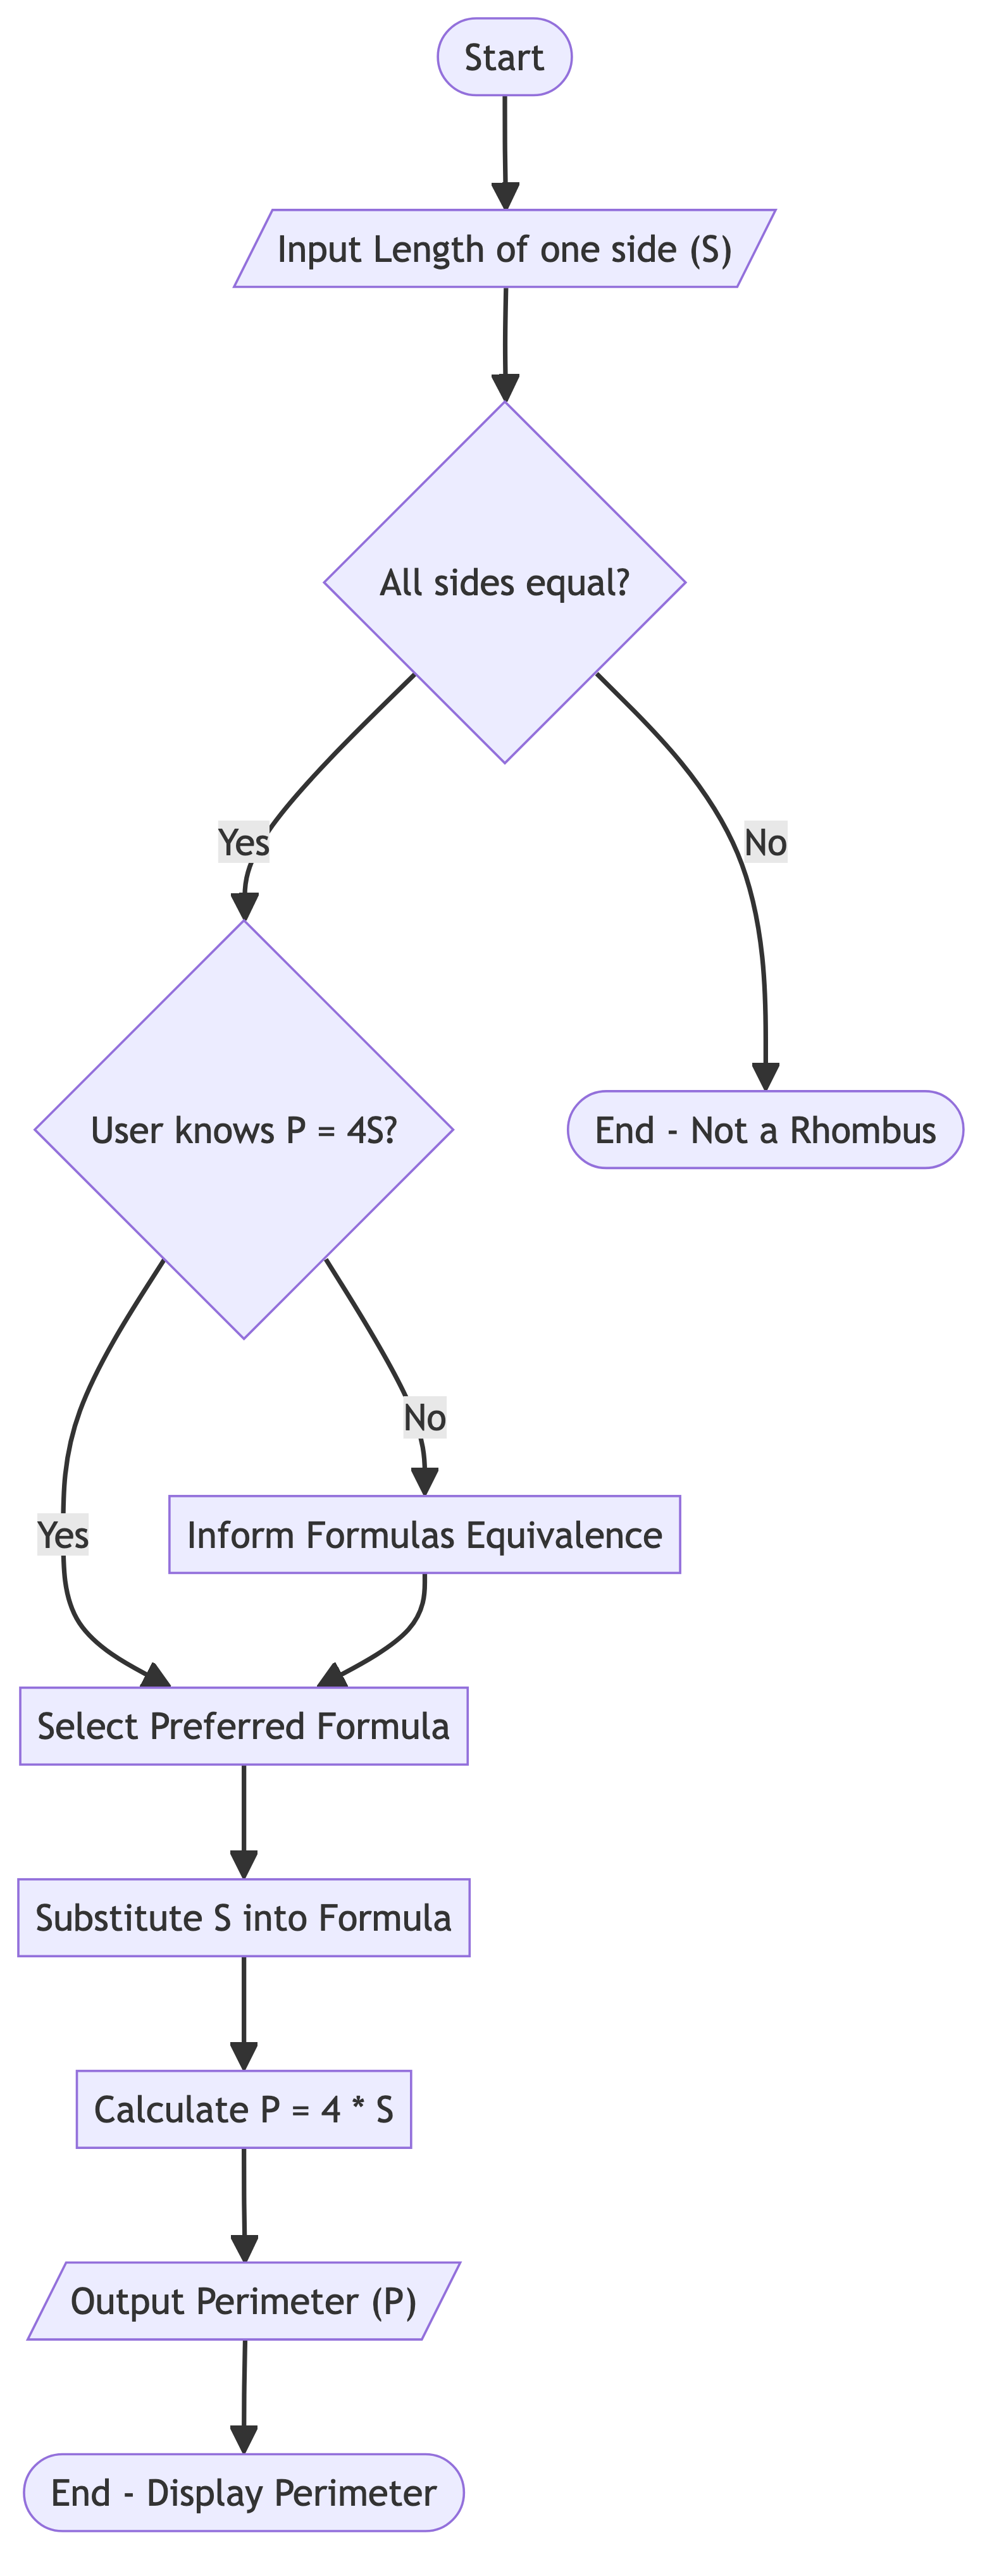 Start
Input Length of one side (S)
All sides equal?
Yes
No
User knows P = 4S?
End - Not a Rhombus
No
Yes
Inform Formulas Equivalence
Select Preferred Formula
Substitute S into Formula
Calculate P = 4 * S
Output Perimeter (P)
End - Display Perimeter